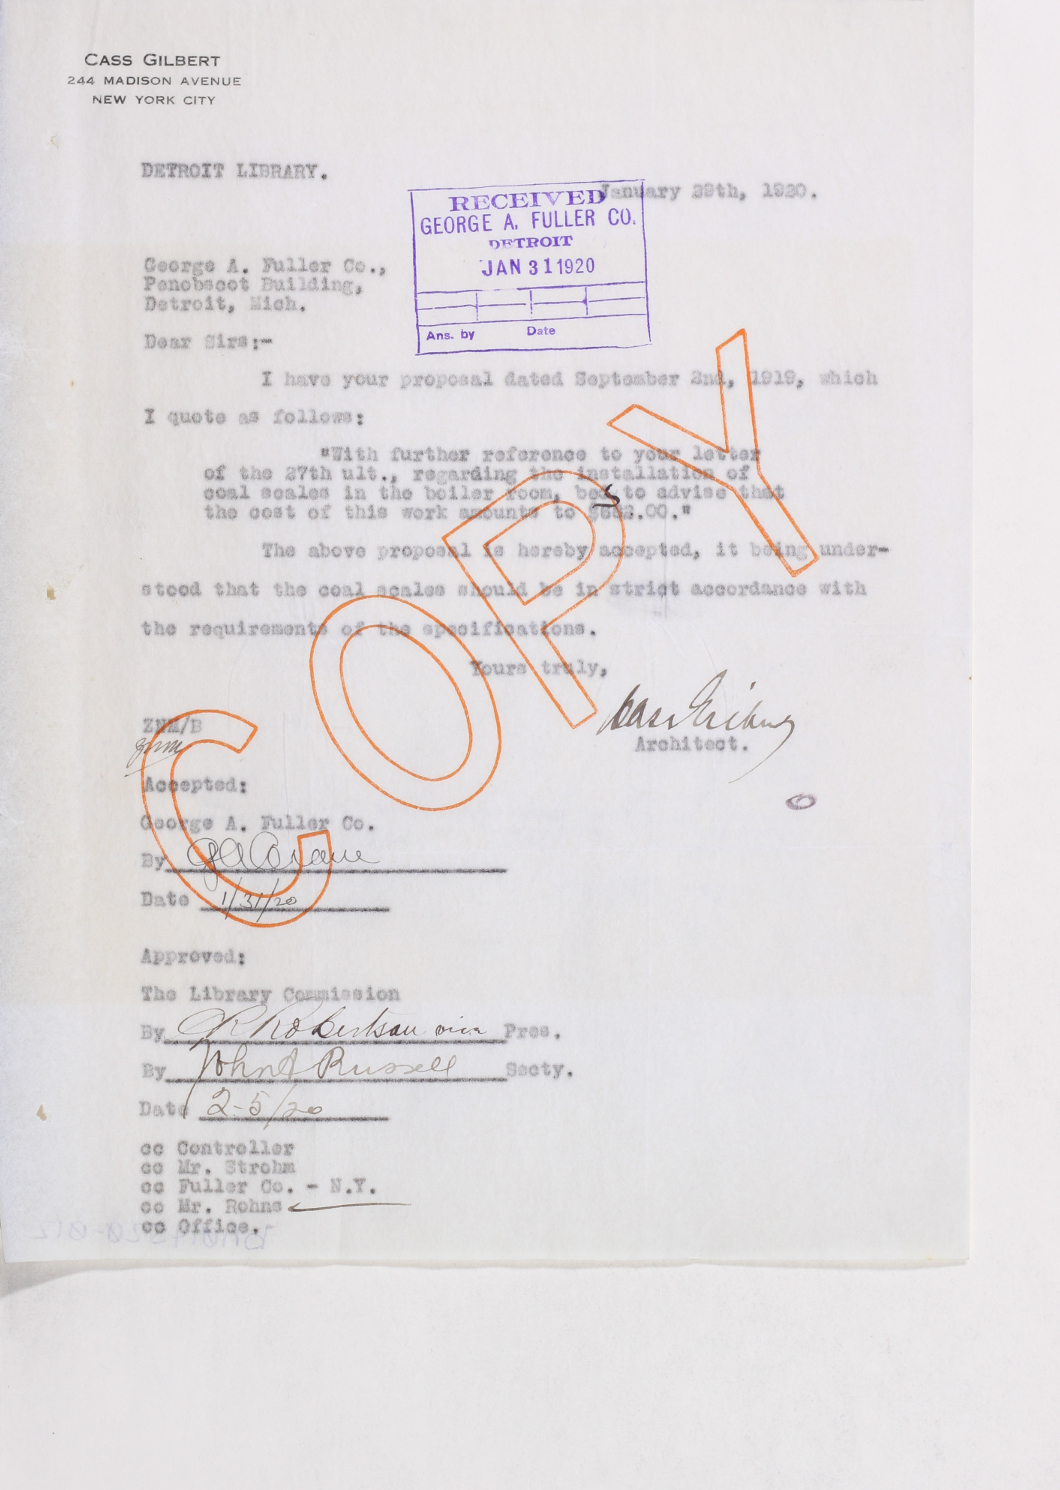 CASS GILBERT
244 MADISON AVENUE
NEW YORK CITY
DETROIT LIBRARY.
January 29th, 1920.
RECEIVED
GEORGE A. FULLER CO.
DETROIT
JAN 31 1920
Ans. by Date
George A. Fuller Co.,
Penobscot Building,
Detroit, Mich.
Dear Sirs:-
I have your proposal dated September 2nd, 1919, which
I quote as follows:
"With further reference to your letter
of the 27th ult., regarding the installation of
coal scales in the boiler room, beg to advise that
the cost of this work amounts to
The above proposal is hereby accepted, it being under-
stood that the coal scales should be in strict accordance with
the requirements of the specifications.
Yours truly,
Cass Gilbert
Architect.
COPY
ZNM/B
Accepted:
George A. Fuller Co.
By
Date 1/31/20
Approved:
The Library Commission
By Robertson vice Pres.
By John A Russell Secty.
Date 2-5/20
cc Controller
cc Mr. Strohm
cc Fuller Co. - N.Y.
cc Mr. Rohns
cc Office.